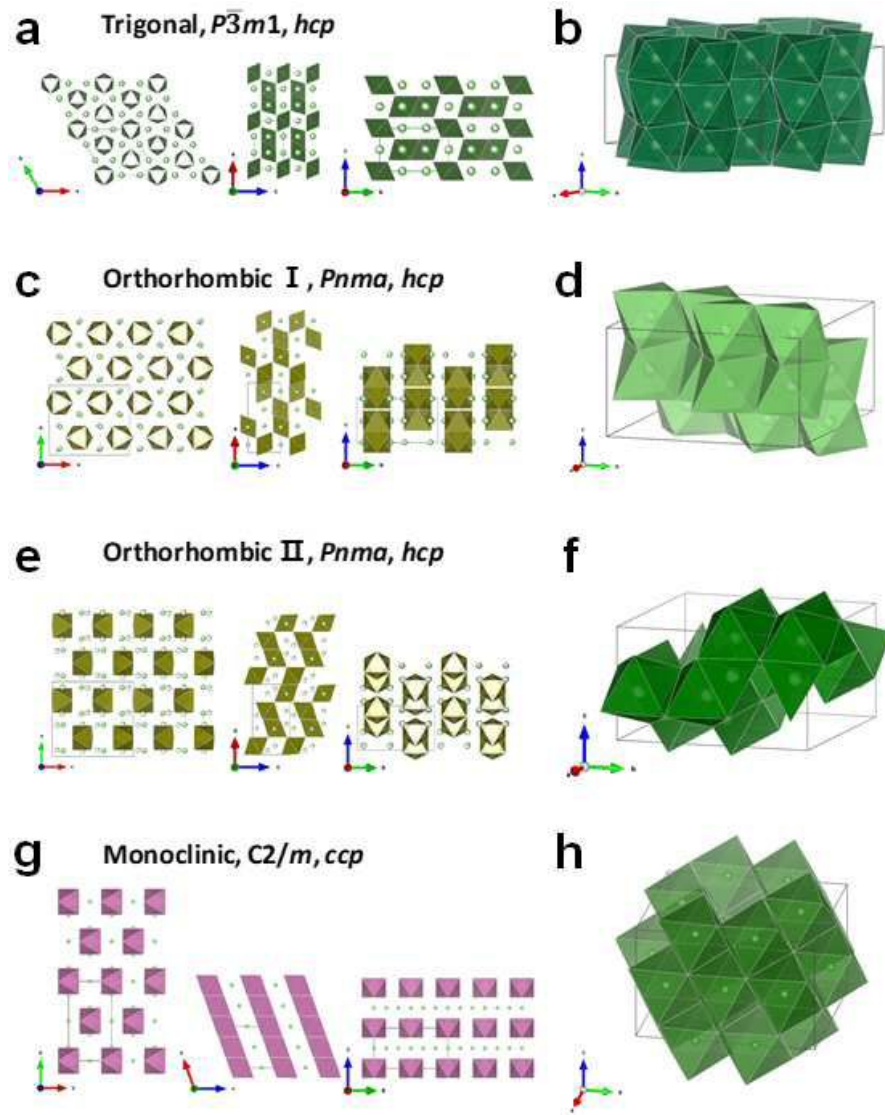 a Trigonal, P3̅m1, hcp
b
c Orthorhombic I , Pnma, hcp
d
e Orthorhombic II, Pnma, hcp
f
g Monoclinic, C2/m, ccp
h